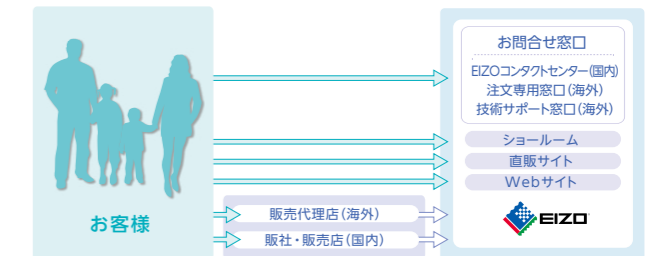 お問合せ窓口
EIZOコンタクトセンター(国内)
注文専用窓口(海外)
技術サポート窓口(海外)
ショールーム
直販サイト
Webサイト
お客様
販売代理店(海外)
販社・販売店(国内)
EIZO